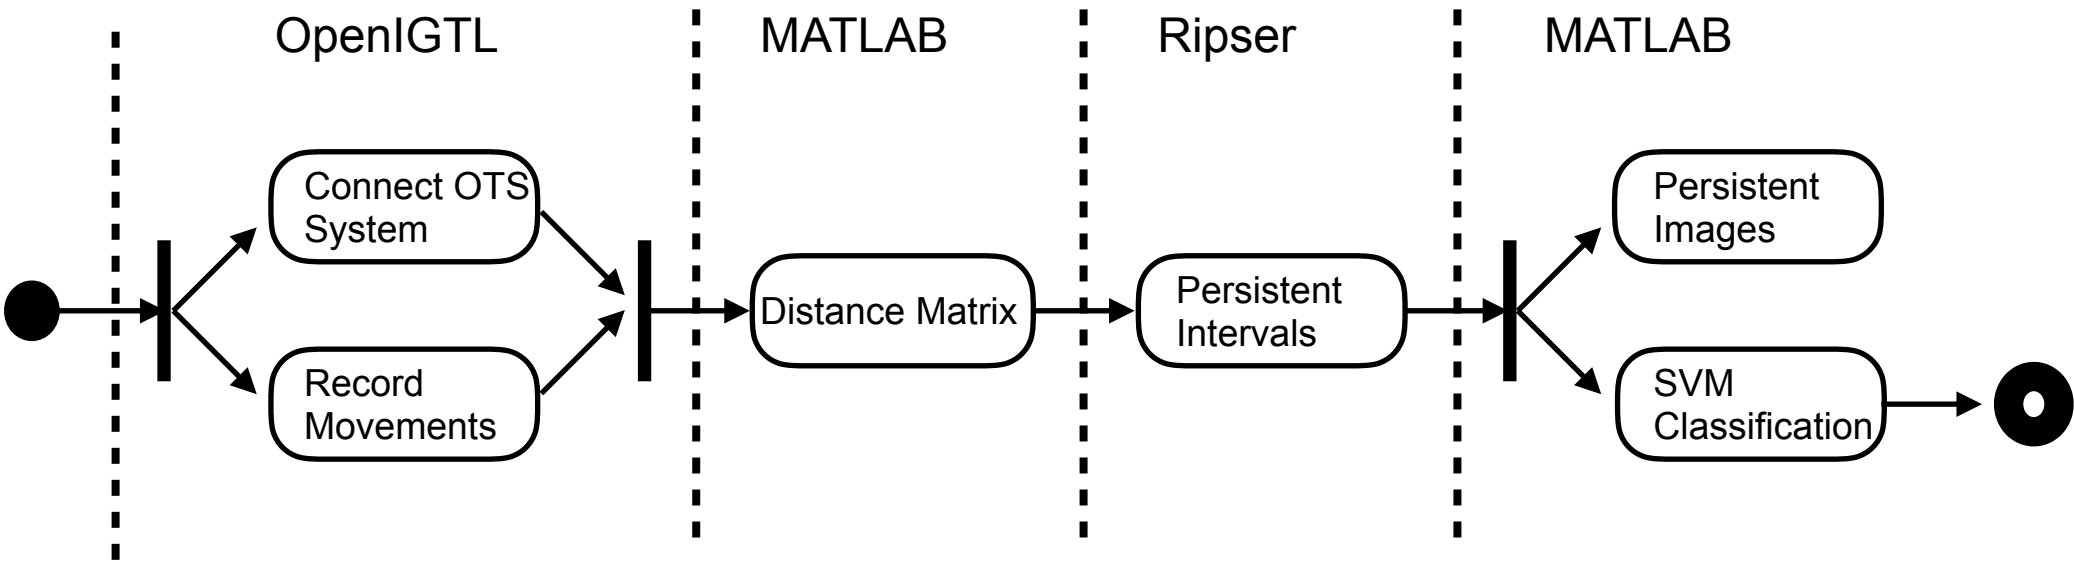 OpenIGTL
MATLAB
Ripser
MATLAB
Connect OTS
System
Record
Movements
Distance Matrix
Persistent
Intervals
Persistent
Images
SVM
Classification